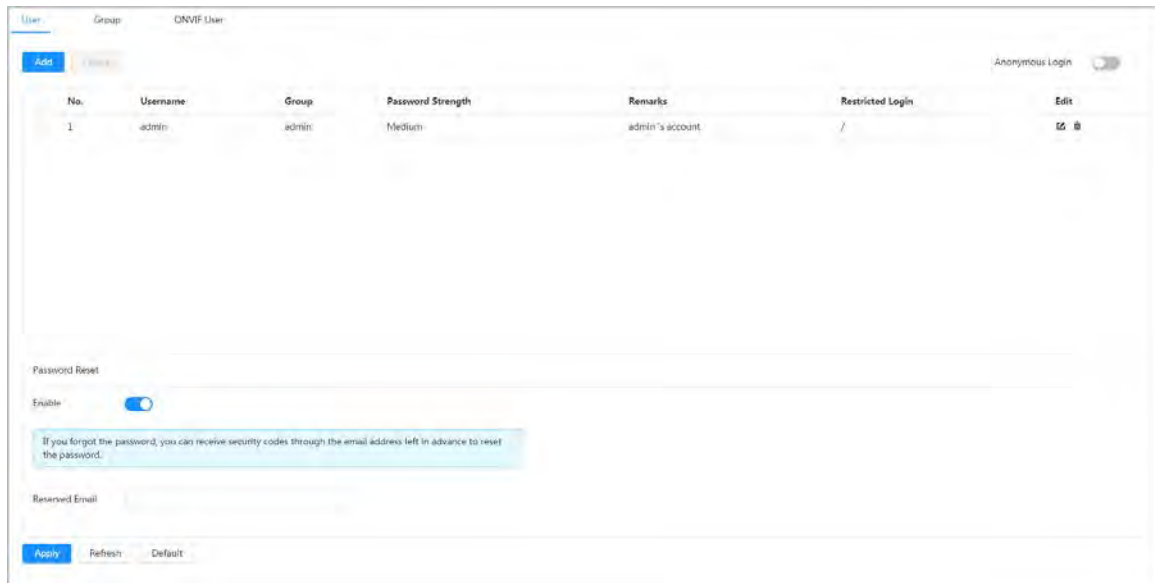 User Group ONVIF User
Add Delete Anonymous Login
No. Username Group Password Strength Remarks Restricted Login Edit
1 admin admin Medium admin 's account /
Password Reset
Enable
If you forgot the password, you can receive security codes through the email address left in advance to reset
the password.
Reserved Email
Apply Refresh Default